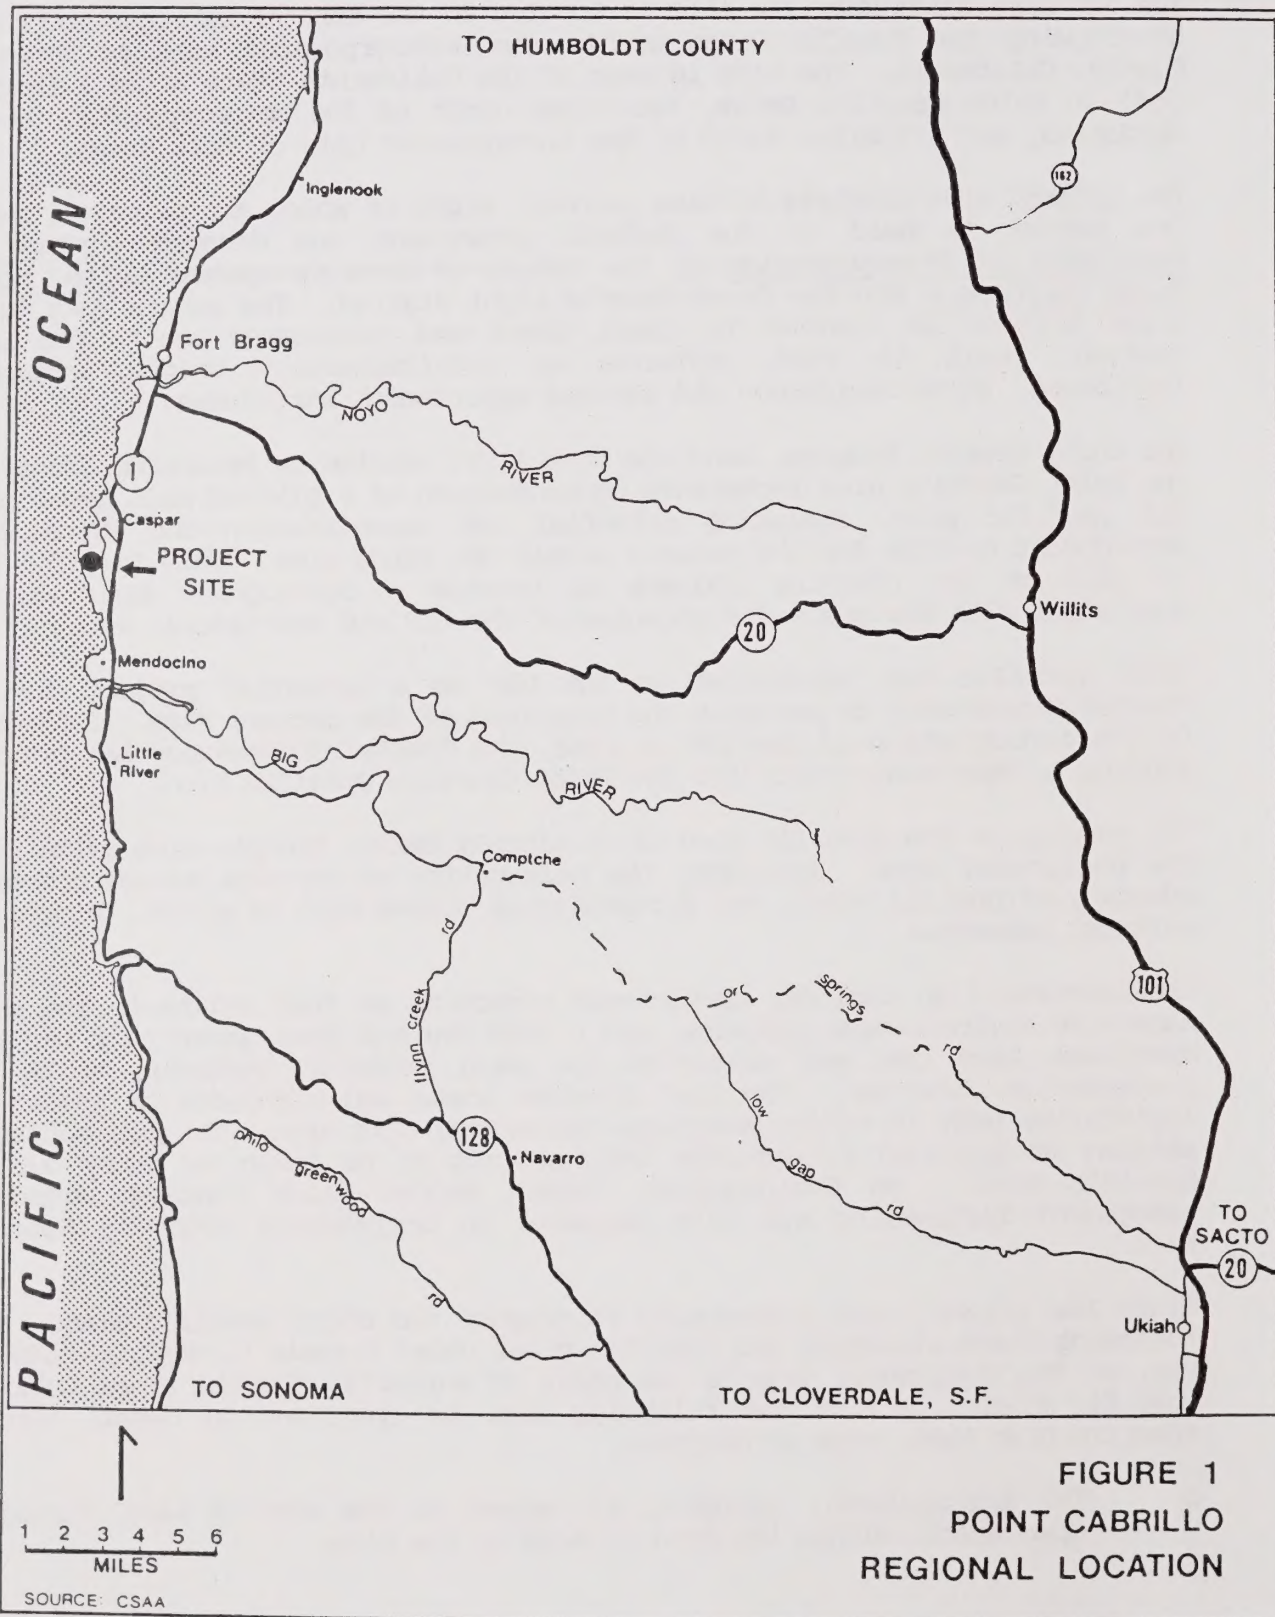 TO HUMBOLDT COUNTY
162
Inglenook
OCEAN
Fort Bragg
NOYO
RIVER
1
Caspar
PROJECT
SITE
Willits
20
Mendocino
BIG
RIVER
Little
River
Comptche
rd
flynn creek
orr
springs
rd
101
low
gap
rd
128
Navarro
philo
greenwood
rd
TO
SACTO
20
Ukiah
PACIFIC
TO SONOMA
TO CLOVERDALE, S.F.
FIGURE 1
POINT CABRILLO
REGIONAL LOCATION
1 2 3 4 5 6
MILES
SOURCE: CSAA